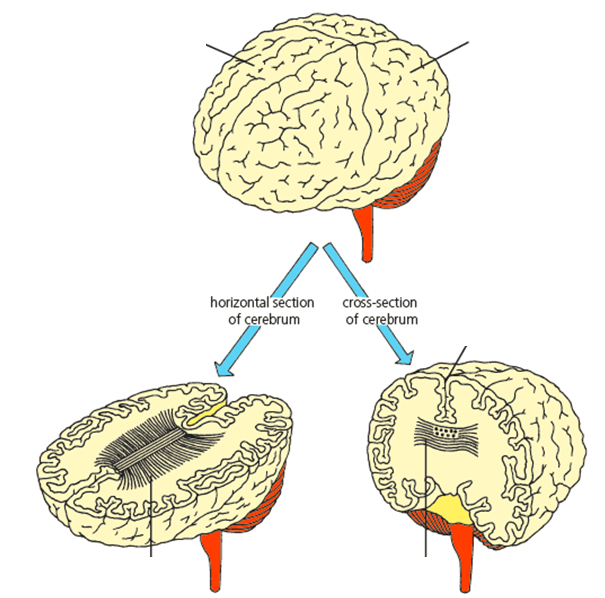 horizontal section
of cerebrum
cross-section
of cerebrum